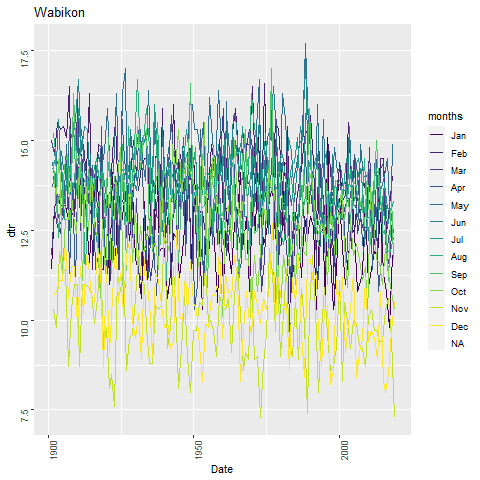 Wabikon
dtr
17.5
15.0
12.5
10.0
7.5
1900
1950
2000
Date
months
Jan
Feb
Mar
Apr
May
Jun
Jul
Aug
Sep
Oct
Nov
Dec
NA